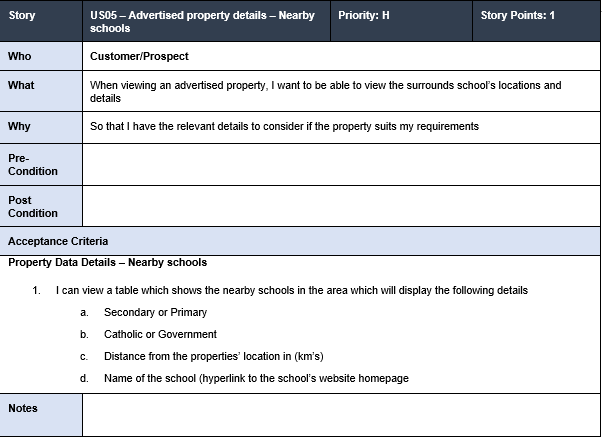 Story
US05 – Advertised property details – Nearby
schools
Priority: H
Story Points: 1
Who
Customer/Prospect
What
When viewing an advertised property, I want to be able to view the surrounds school's locations and
details
Why
So that I have the relevant details to consider if the property suits my requirements
Pre-
Condition
Post
Condition
Acceptance Criteria
Property Data Details – Nearby schools
1. I can view a table which shows the nearby schools in the area which will display the following details
a. Secondary or Primary
b. Catholic or Government
c. Distance from the properties' location in (km's)
d. Name of the school (hyperlink to the school's website homepage
Notes